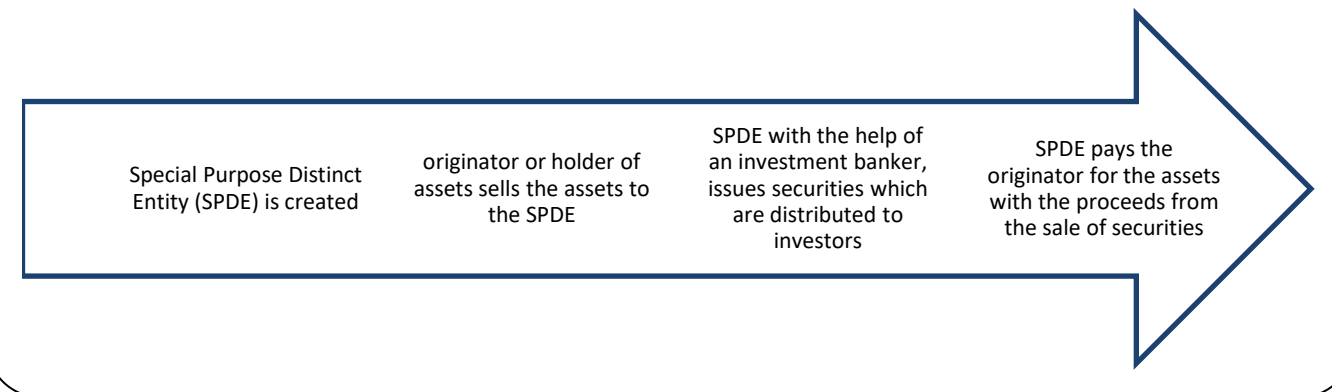 Special Purpose Distinct
Entity (SPDE) is created
originator or holder of
assets sells the assets to
the SPDE
SPDE with the help of
an investment banker,
issues securities which
are distributed to
investors
SPDE pays the
originator for the assets
with the proceeds from
the sale of securities